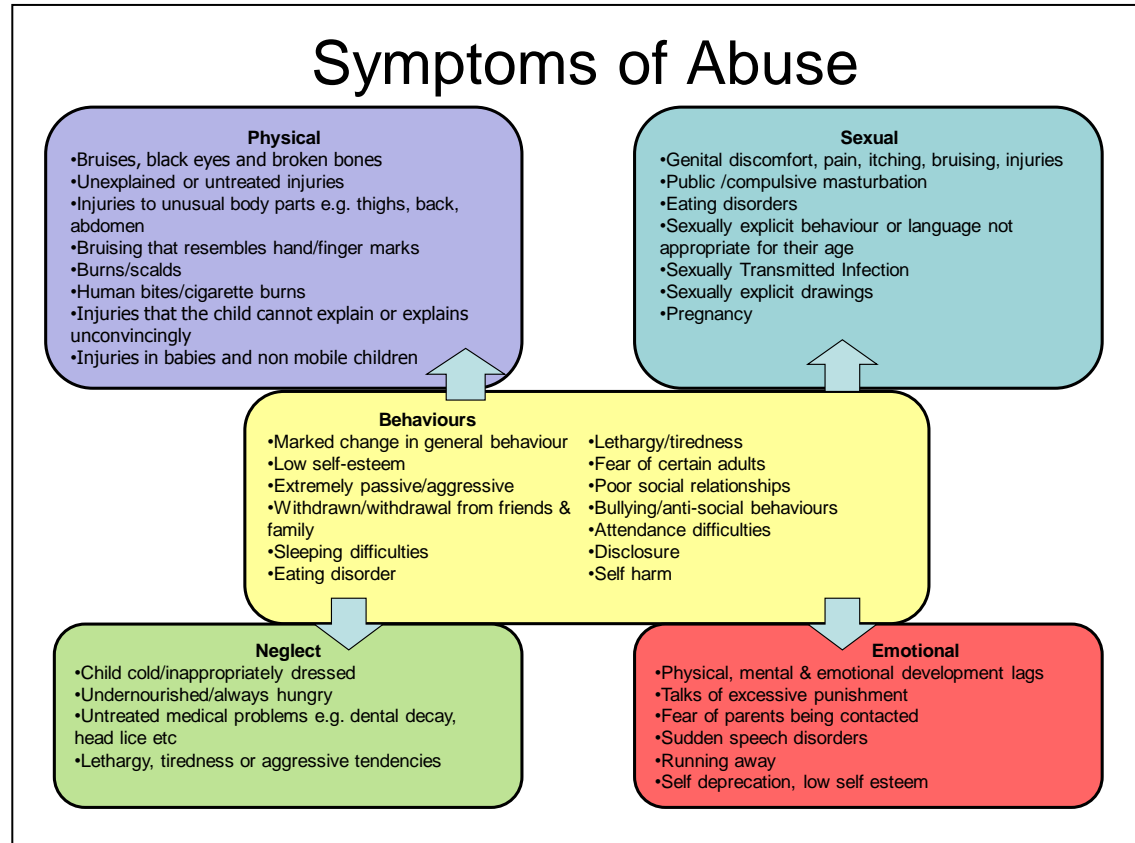 Symptoms of Abuse
Physical
•Bruises, black eyes and broken bones
•Unexplained or untreated injuries
•Injuries to unusual body parts e.g. thighs, back,
abdomen
•Bruising that resembles hand/finger marks
•Burns/scalds
•Human bites/cigarette burns
•Injuries that the child cannot explain or explains
unconvincingly
•Injuries in babies and non mobile children
Sexual
•Genital discomfort, pain, itching, bruising, injuries
•Public /compulsive masturbation
•Eating disorders
•Sexually explicit behaviour or language not
appropriate for their age
•Sexually Transmitted Infection
•Sexually explicit drawings
•Pregnancy
Behaviours
•Marked change in general behaviour
•Low self-esteem
•Extremely passive/aggressive
•Withdrawn/withdrawal from friends &
family
•Sleeping difficulties
•Eating disorder
•Lethargy/tiredness
•Fear of certain adults
•Poor social relationships
•Bullying/anti-social behaviours
•Attendance difficulties
•Disclosure
•Self harm
Neglect
•Child cold/inappropriately dressed
•Undernourished/always hungry
•Untreated medical problems e.g. dental decay,
head lice etc
•Lethargy, tiredness or aggressive tendencies
Emotional
•Physical, mental & emotional development lags
•Talks of excessive punishment
•Fear of parents being contacted
•Sudden speech disorders
•Running away
•Self deprecation, low self esteem